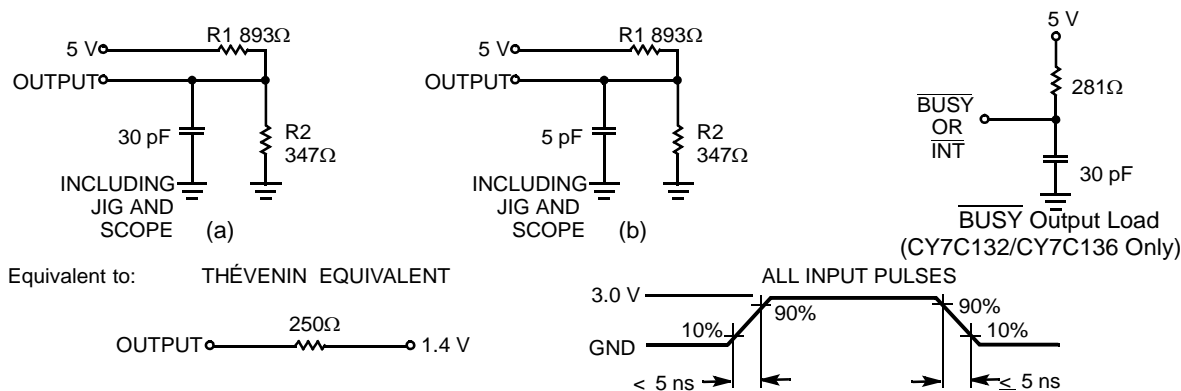 R1 893Ω
5 V
OUTPUT
30 pF
R2
347Ω
INCLUDING
JIG AND
SCOPE
(a)
R1 893Ω
5 V
OUTPUT
5 pF
R2
347Ω
INCLUDING
JIG AND
SCOPE
(b)
5 V
281Ω
BUSY
OR
INT
30 pF
BUSY Output Load
(CY7C132/CY7C136 Only)
Equivalent to: THÉVENIN EQUIVALENT
250Ω
OUTPUT 1.4 V
ALL INPUT PULSES
3.0 V
90% 90%
10% 10%
GND
< 5 ns ≤ 5 ns